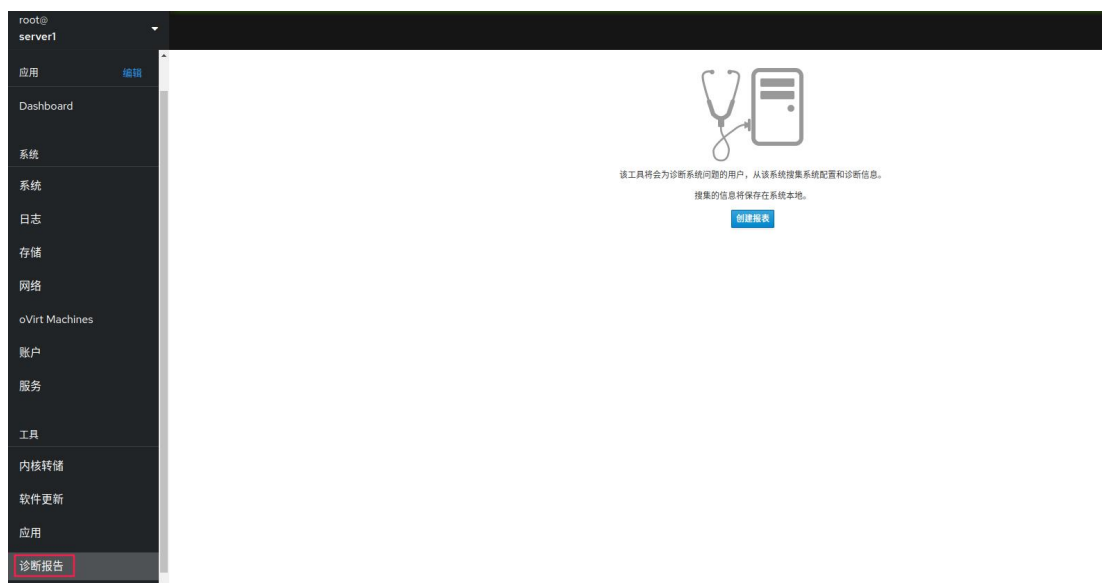 root@
server1
应用 编辑
Dashboard
系统
系统
日志
存储
网络
oVirt Machines
账户
服务
工具
内核转储
软件更新
应用
诊断报告
该工具将会为诊断系统问题的用户，从该系统搜集系统配置和诊断信息。
搜集的信息将保存在系统本地。
创建报表